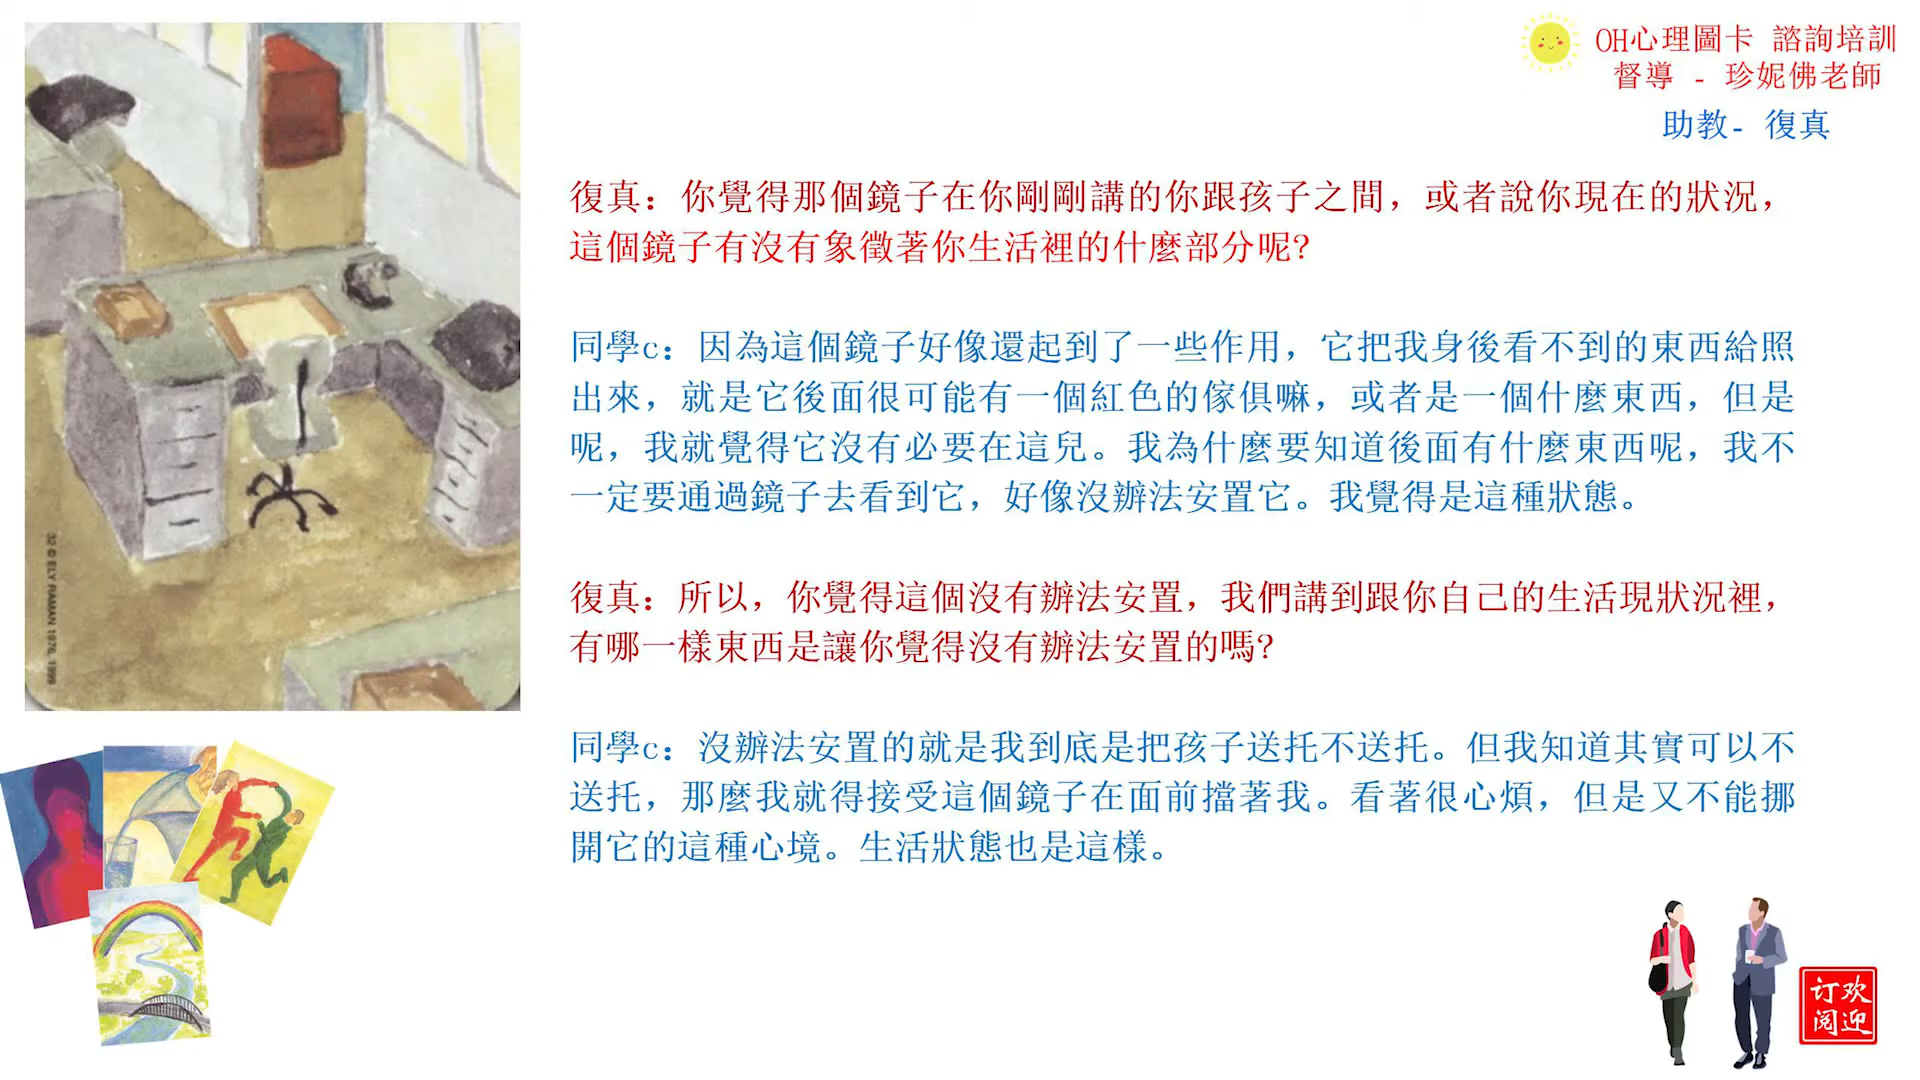 OH心理圖卡 諮詢培訓
督導 - 珍妮佛老師
助教- 復真
復真：你覺得那個鏡子在你剛剛講的你跟孩子之間，或者說你現在的狀況，
這個鏡子有沒有象徵著你生活裡的什麼部分呢?
同學c：因為這個鏡子好像還起到了一些作用，它把我身後看不到的東西給照
出來，就是它後面很可能有一個紅色的傢俱嘛，或者是一個什麼東西，但是
呢，我就覺得它沒有必要在這兒。我為什麼要知道後面有什麼東西呢，我不
一定要通過鏡子去看到它，好像沒辦法安置它。我覺得是這種狀態。
復真：所以，你覺得這個沒有辦法安置，我們講到跟你自己的生活現狀況裡，
有哪一樣東西是讓你覺得沒有辦法安置的嗎?
同學c：沒辦法安置的就是我到底是把孩子送托不送托。但我知道其實可以不
送托，那麼我就得接受這個鏡子在面前擋著我。看著很心煩，但是又不能挪
開它的這種心境。生活狀態也是這樣。
32 © ELY RAMAN 1976, 1999
欢迎
订阅